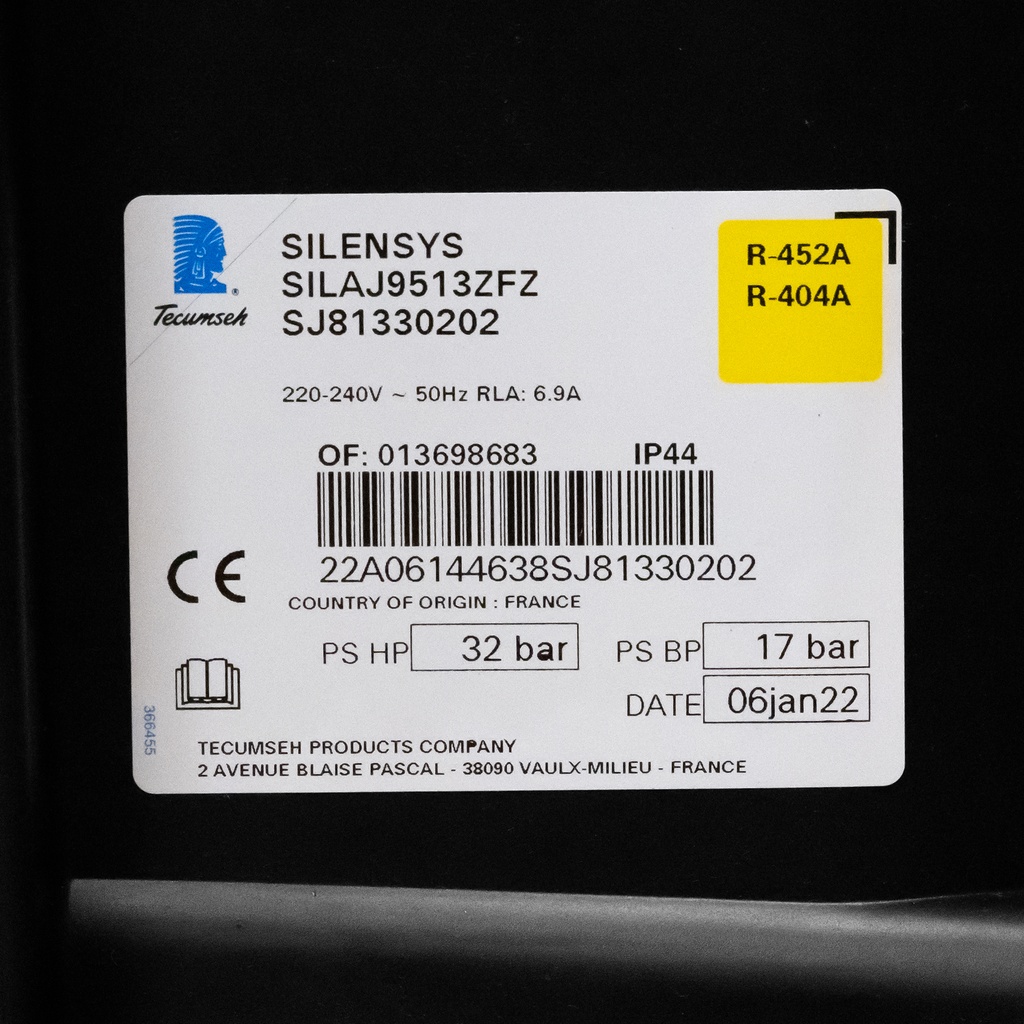 SILENSYS
SILAJ9513ZFZ
SJ81330202
R-452A
R-404A
Tecumseh
220-240V ~ 50Hz RLA: 6.9A
OF: 013698683 IP44
22A06144638SJ81330202
CE
COUNTRY OF ORIGIN : FRANCE
PS HP 32 bar PS BP 17 bar
DATE 06jan22
366455
TECUMSEH PRODUCTS COMPANY
2 AVENUE BLAISE PASCAL - 38090 VAULX-MILIEU - FRANCE